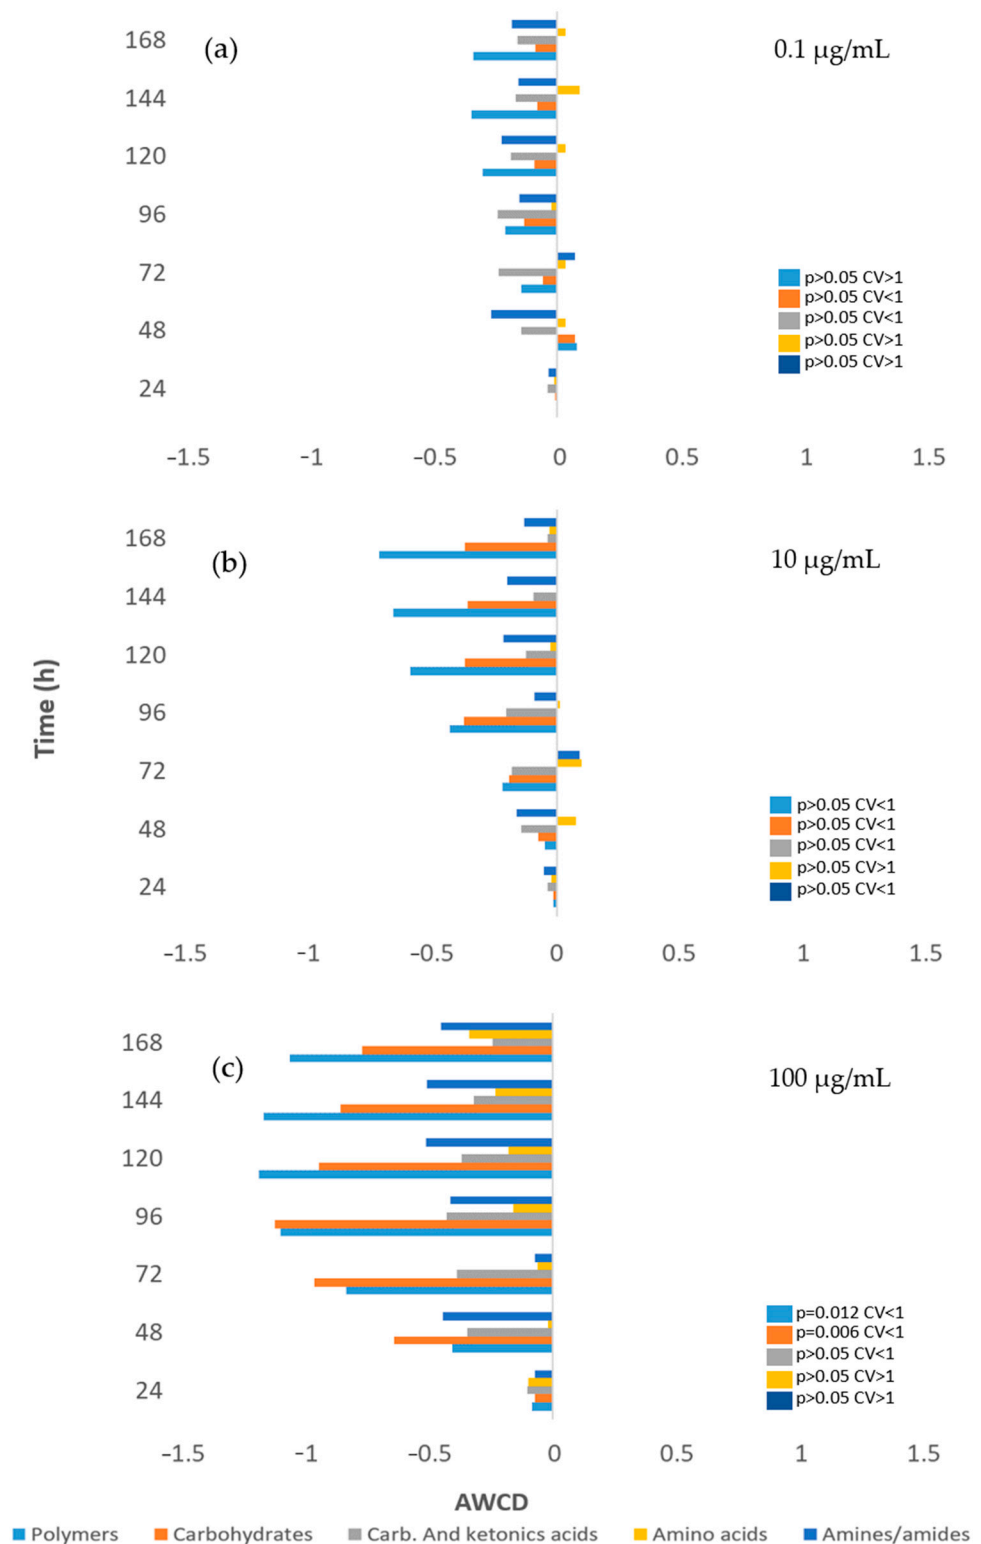 (a)
0.1 µg/mL
168
144
120
96
72
48
24
p>0.05 CV>1
p>0.05 CV<1
p>0.05 CV<1
p>0.05 CV>1
p>0.05 CV>1
−1.5 −1 −0.5 0 0.5 1 1.5
(b)
10 µg/mL
168
144
120
96
72
48
24
Time (h)
p>0.05 CV<1
p>0.05 CV<1
p>0.05 CV<1
p>0.05 CV>1
p>0.05 CV<1
−1.5 −1 −0.5 0 0.5 1 1.5
(c)
100 µg/mL
168
144
120
96
72
48
24
p=0.012 CV<1
p=0.006 CV<1
p>0.05 CV<1
p>0.05 CV>1
p>0.05 CV>1
−1.5 −1 −0.5 0 0.5 1 1.5
AWCD
Polymers Carbohydrates Carb. And ketonics acids Amino acids Amines/amides